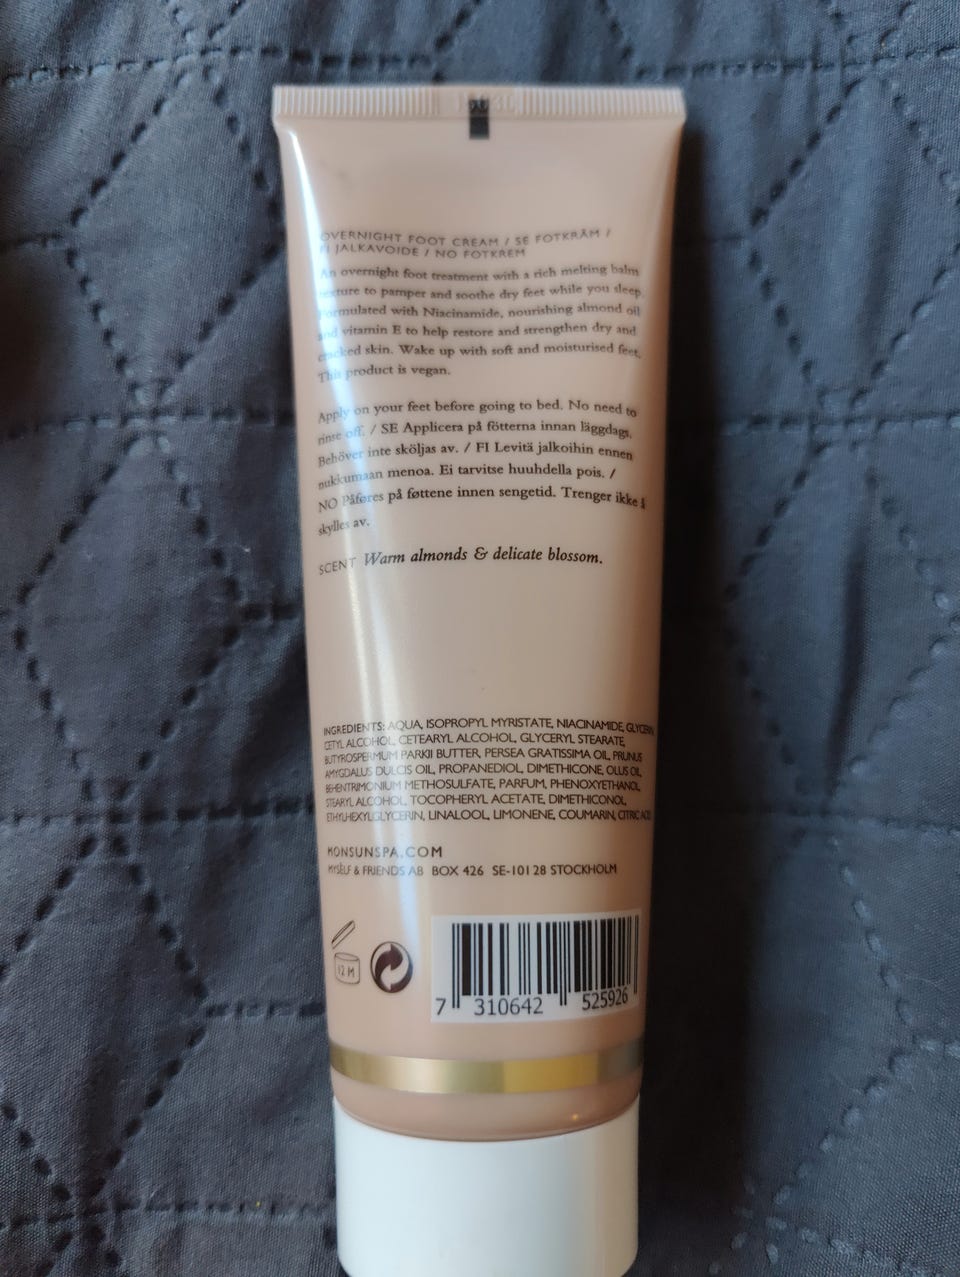 OVERNIGHT FOOT CREAM / SE FOTKRÄM /
FI JALKAVOIDE / NO FOTKREM
An overnight foot treatment with a rich melting balm
texture to pamper and soothe dry feet while you sleep.
Formulated with Niacinamide, nourishing almond oil
and vitamin E to help restore and strengthen dry and
cracked skin. Wake up with soft and moisturised feet.
This product is vegan.
Apply on your feet before going to bed. No need to
rinse off. / SE Applicera på fötterna innan läggdags.
Behöver inte sköljas av. / FI Levitä jalkoihin ennen
nukkumaan menoa. Ei tarvitse huuhdella pois. /
NO Påføres på føttene innen sengetid. Trenger ikke å
skylles av.
SCENT Warm almonds & delicate blossom.
INGREDIENTS: AQUA, ISOPROPYL MYRISTATE, NIACINAMIDE, GLYCERIN,
CETYL ALCOHOL, CETEARYL ALCOHOL, GLYCERYL STEARATE,
BUTYROSPERMUM PARKII BUTTER, PERSEA GRATISSIMA OIL, PRUNUS
AMYGDALUS DULCIS OIL, PROPANEDIOL, DIMETHICONE, OLUS OIL,
BEHENTRIMONIUM METHOSULFATE, PARFUM, PHENOXYETHANOL,
STEARYL ALCOHOL, TOCOPHERYL ACETATE, DIMETHICONOL,
ETHYLHEXYLGLYCERIN, LINALOOL, LIMONENE, COUMARIN, CITRIC ACID
MONSUNSPA.COM
MYSELF & FRIENDS AB BOX 426 SE-101 28 STOCKHOLM
12 M
7 310642 525926